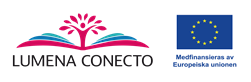 LUMENA CONECTO
Medfinansieras av
Europeiska unionen